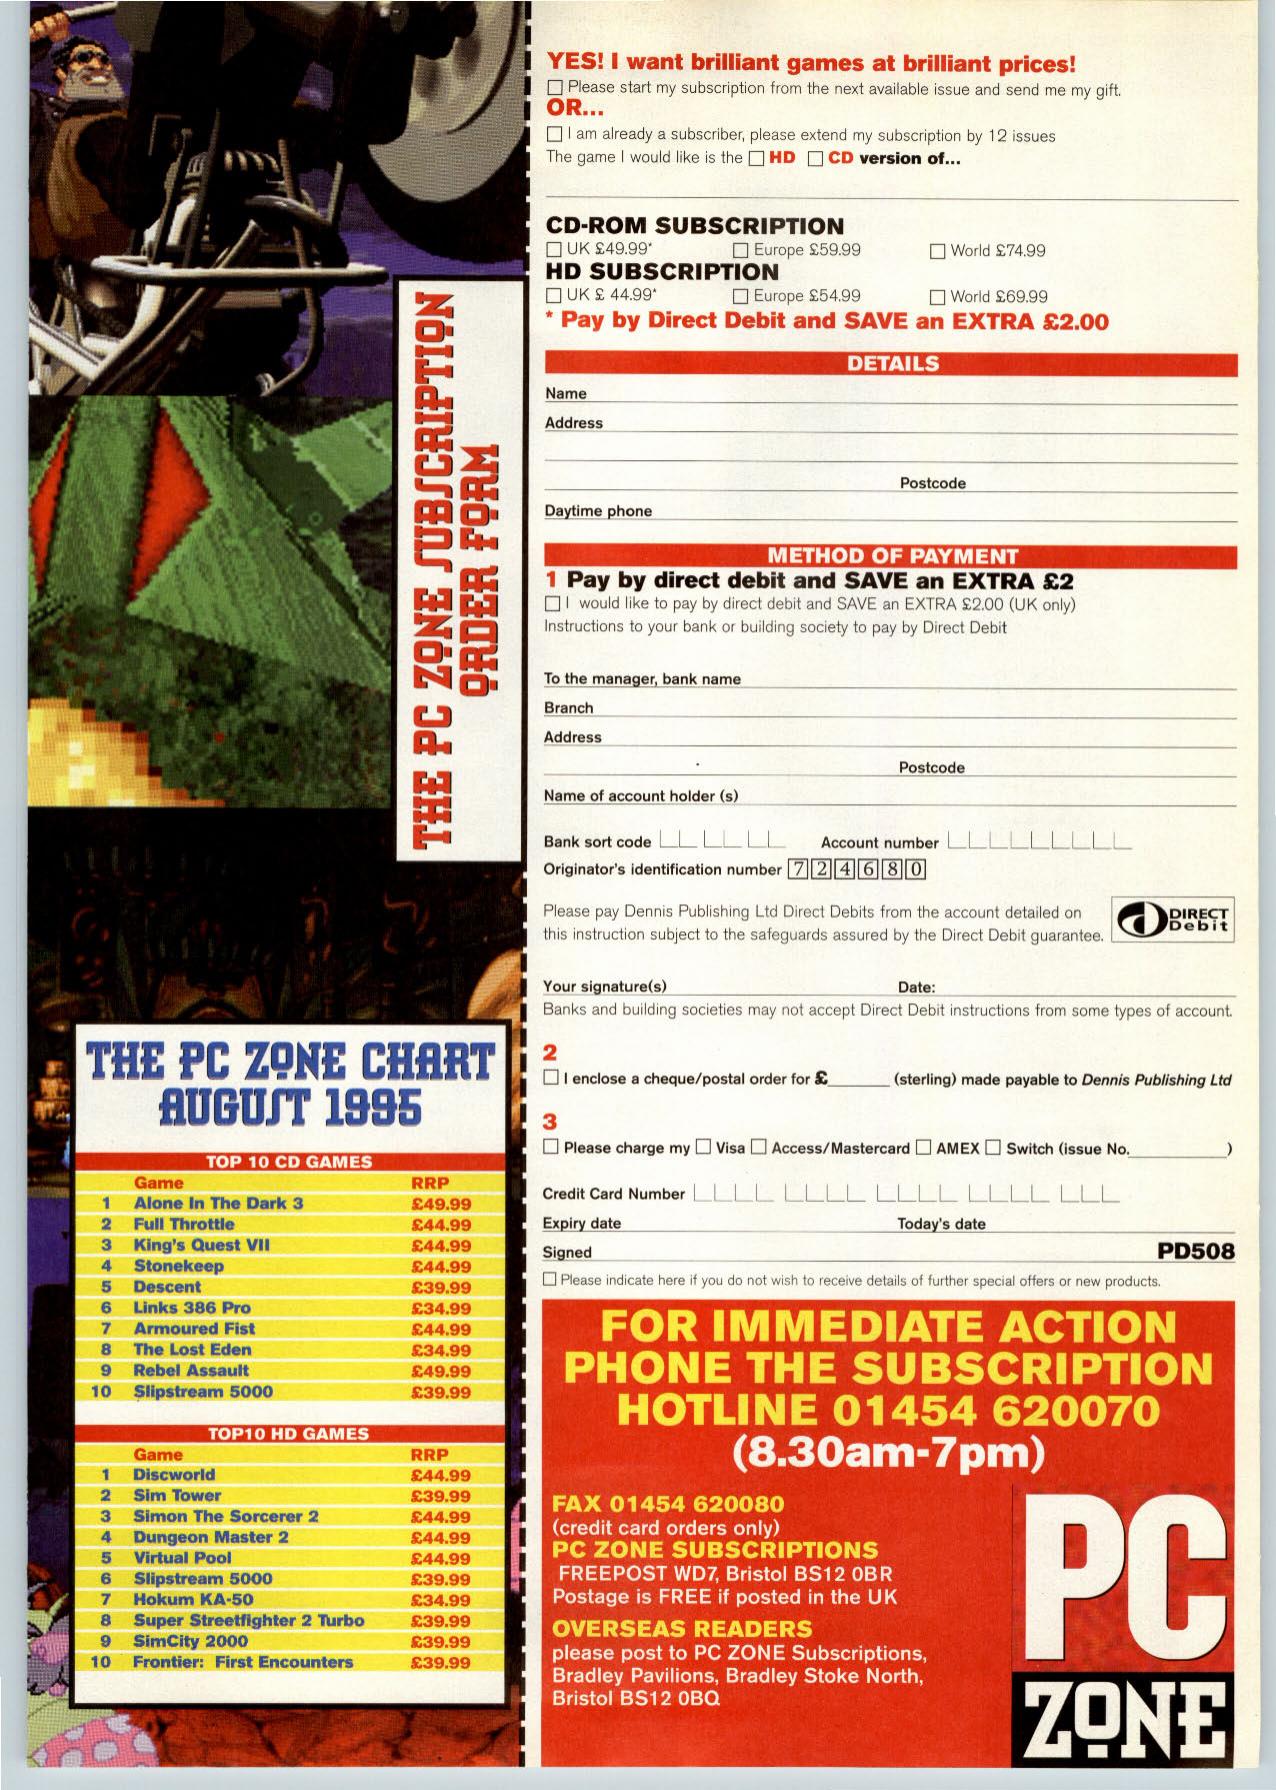 YES! I want brilliant games at brilliant prices!
Please start my subscription from the next available issue and send me my gift.
OR...
I am already a subscriber, please extend my subscription by 12 issues
The game I would like is the HD CD version of...
CD-ROM SUBSCRIPTION
UK £49.99* Europe £59.99 World £74.99
HD SUBSCRIPTION
UK £ 44.99* Europe £54.99 World £69.99
* Pay by Direct Debit and SAVE an EXTRA £2.00
THE PC ZONE SUBSCRIPTION
ORDER FORM
DETAILS
Name
Address
Postcode
Daytime phone
METHOD OF PAYMENT
1 Pay by direct debit and SAVE an EXTRA £2
I would like to pay by direct debit and SAVE an EXTRA £2.00 (UK only)
Instructions to your bank or building society to pay by Direct Debit
To the manager, bank name
Branch
Address
Postcode
Name of account holder (s)
Bank sort code Account number
Originator's identification number 724680
Please pay Dennis Publishing Ltd Direct Debits from the account detailed on
this instruction subject to the safeguards assured by the Direct Debit guarantee.
DIRECT
Debit
Your signature(s) Date:
Banks and building societies may not accept Direct Debit instructions from some types of account.
2
I enclose a cheque/postal order for £ (sterling) made payable to Dennis Publishing Ltd
3
Please charge my Visa Access/Mastercard AMEX Switch (issue No. )
Credit Card Number
Expiry date Today's date
Signed PD508
Please indicate here if you do not wish to receive details of further special offers or new products.
THE PC ZONE CHART
AUGUST 1995
TOP 10 CD GAMES
Game RRP
1 Alone In The Dark 3 £49.99
2 Full Throttle £44.99
3 King's Quest VII £44.99
4 Stonekeep £44.99
5 Descent £39.99
6 Links 386 Pro £34.99
7 Armoured Fist £44.99
8 The Lost Eden £34.99
9 Rebel Assault £49.99
10 Slipstream 5000 £39.99
TOP10 HD GAMES
Game RRP
1 Discworld £44.99
2 Sim Tower £39.99
3 Simon The Sorcerer 2 £44.99
4 Dungeon Master 2 £44.99
5 Virtual Pool £44.99
6 Slipstream 5000 £39.99
7 Hokum KA-50 £34.99
8 Super Streetfighter 2 Turbo £39.99
9 SimCity 2000 £39.99
10 Frontier: First Encounters £39.99
FOR IMMEDIATE ACTION
PHONE THE SUBSCRIPTION
HOTLINE 01454 620070
(8.30am-7pm)
FAX 01454 620080
(credit card orders only)
PC ZONE SUBSCRIPTIONS
FREEPOST WD7, Bristol BS12 0BR
Postage is FREE if posted in the UK
OVERSEAS READERS
please post to PC ZONE Subscriptions,
Bradley Pavilions, Bradley Stoke North,
Bristol BS12 0BQ
PC
ZONE